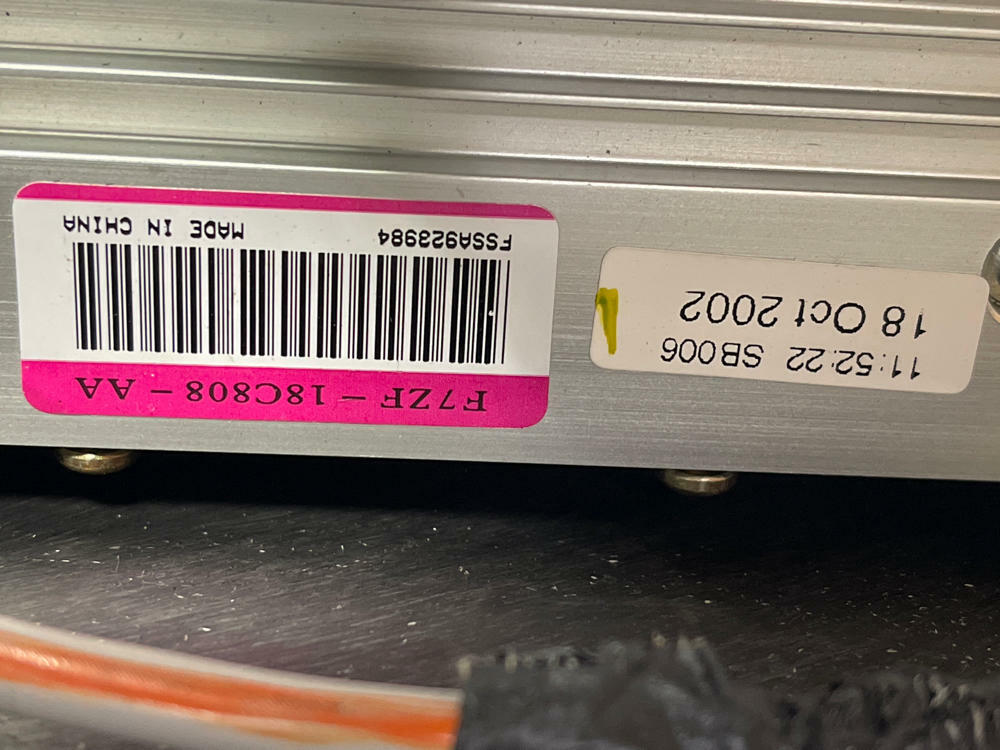 11:52:22 SB006
18 Oct 2002
F7ZF – 18C808 – AA
FSSA923984 MADE IN CHINA